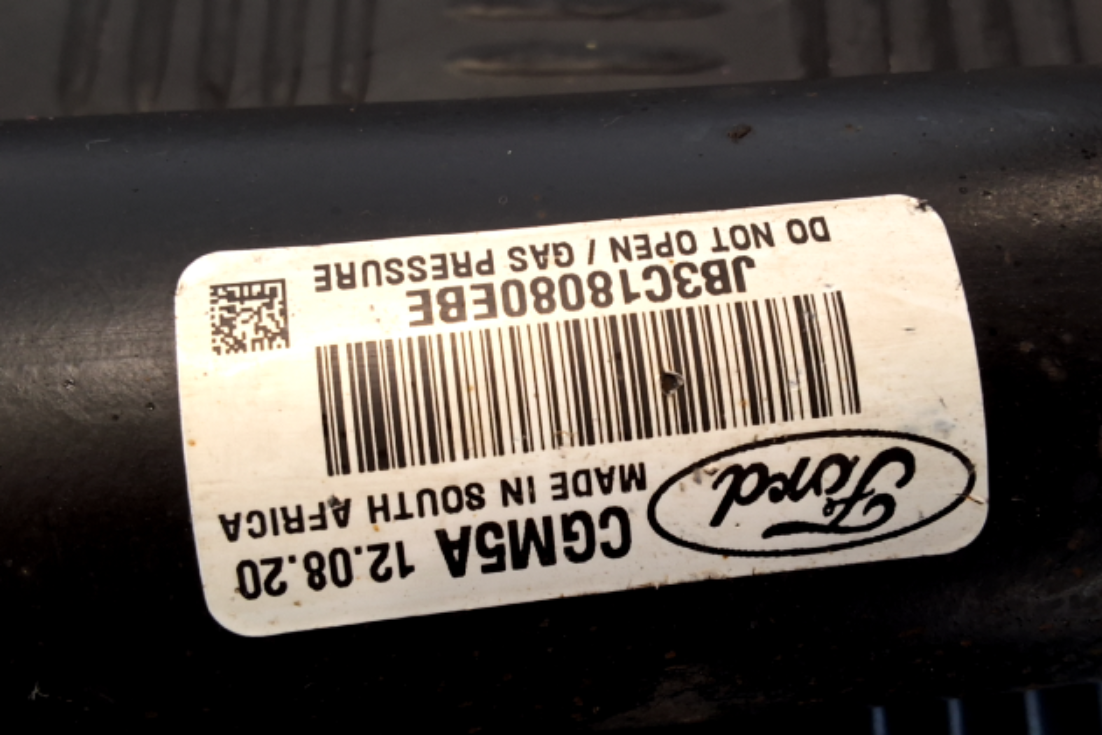 Ford
CGM5A 12.08.20
MADE IN SOUTH AFRICA
JB3C18080EBE
DO NOT OPEN / GAS PRESSURE